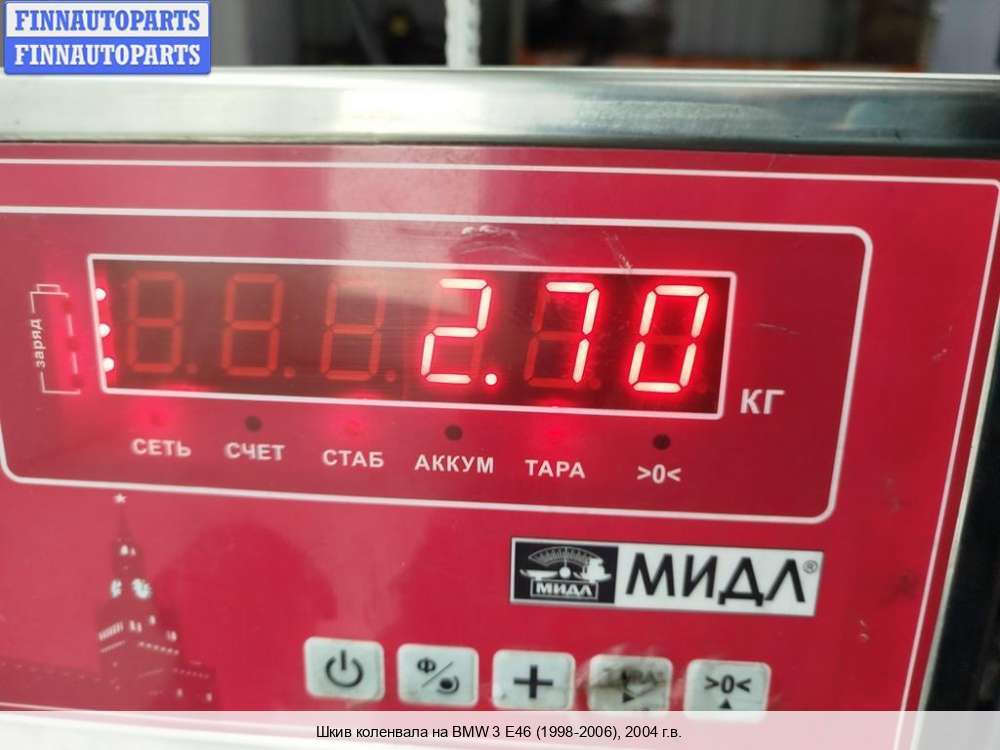 FINNAUTOPARTS
FINNAUTOPARTS
заряд
2.70
КГ
СЕТЬ СЧЕТ СТАБ АККУМ ТАРА >0<
МИДЛ МИДЛ®
Ф
>0<
Шкив коленвала на BMW 3 E46 (1998-2006), 2004 г.в.